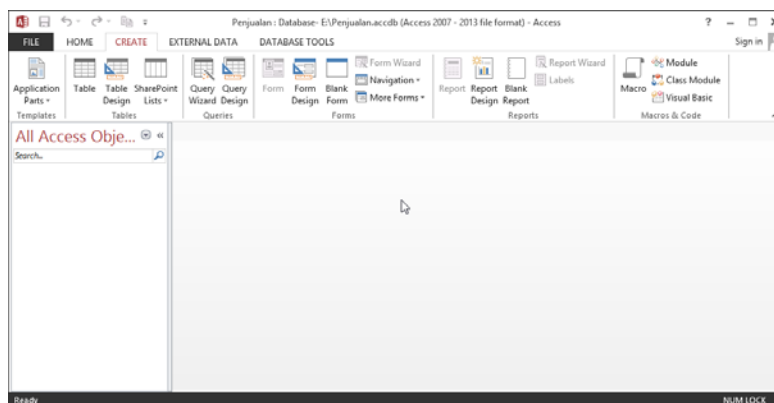 Penjualan : Database- E:\Penjualan.accdb (Access 2007 - 2013 file format) - Access
FILE HOME CREATE EXTERNAL DATA DATABASE TOOLS Sign in
Application Parts Table Table Design SharePoint Lists Query Wizard Query Design Form Form Design Blank Form Form Wizard Navigation More Forms Report Report Design Blank Report Report Wizard Labels Macro Module Class Module Visual Basic
Templates Tables Queries Forms Reports Macros & Code
All Access Obje...
Search...
Ready NUM LOCK